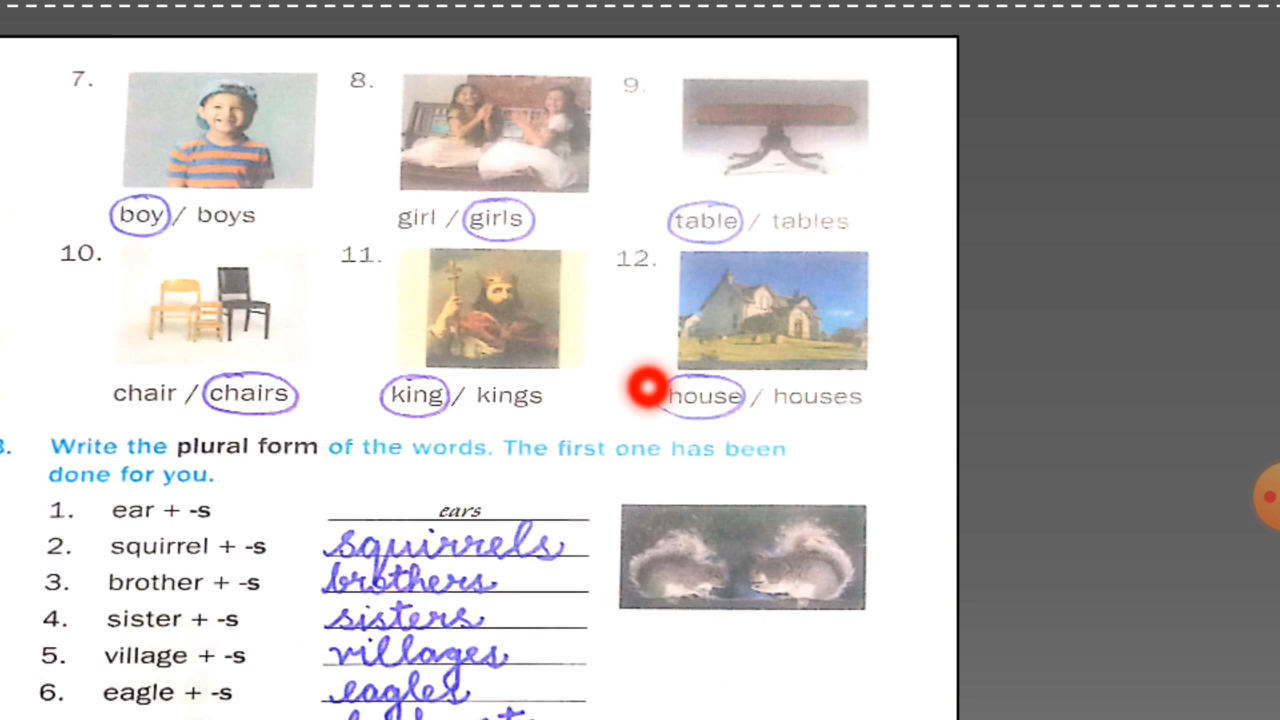 7. 8. 9.
boy / boys girl / girls table / tables
10. 11. 12.
chair / chairs king / kings house / houses
Write the plural form of the words. The first one has been
done for you.
1. ear + -s ears
2. squirrel + -s squirrels
3. brother + -s brothers
4. sister + -s sisters
5. village + -s villages
6. eagle + -s eagles